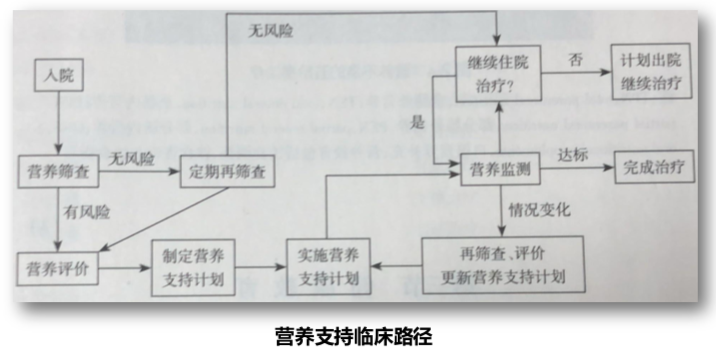 无风险
入院
继续住院
治疗?
否
计划出院
继续治疗
是
营养筛查
无风险
定期再筛查
营养监测
达标
完成治疗
有风险
情况变化
营养评价
制定营养
支持计划
实施营养
支持计划
再筛查、评价
更新营养支持计划
营养支持临床路径